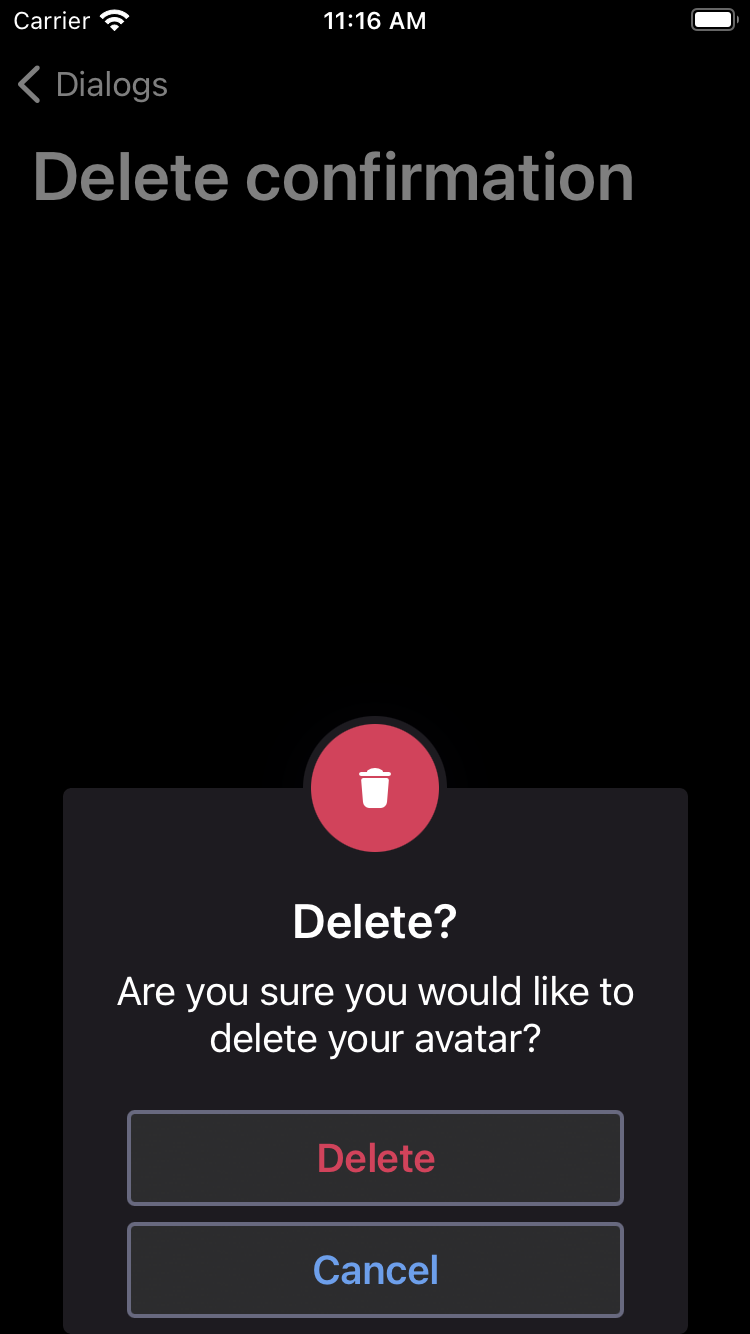 Carrier 11:16 AM
Dialogs
Delete confirmation
Delete?
Are you sure you would like to
delete your avatar?
Delete
Cancel